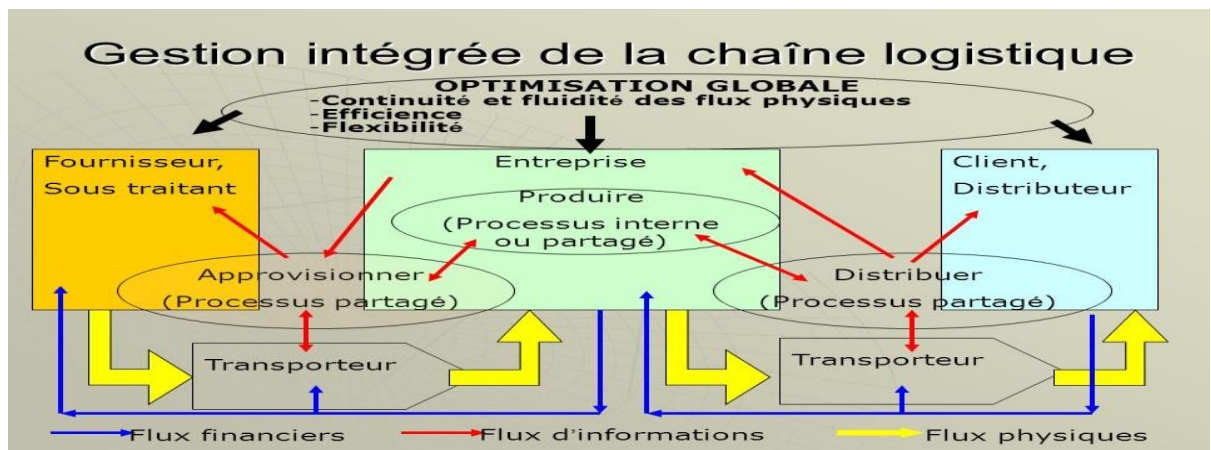 Gestion intégrée de la chaîne logistique
OPTIMISATION GLOBALE
-Continuité et fluidité des flux physiques
-Efficience
-Flexibilité
Fournisseur,
Sous traitant
Entreprise
Produire
(Processus interne
ou partagé)
Client,
Distributeur
Approvisionner
(Processus partagé)
Distribuer
(Processus partagé)
Transporteur
Transporteur
Flux financiers
Flux d'informations
Flux physiques